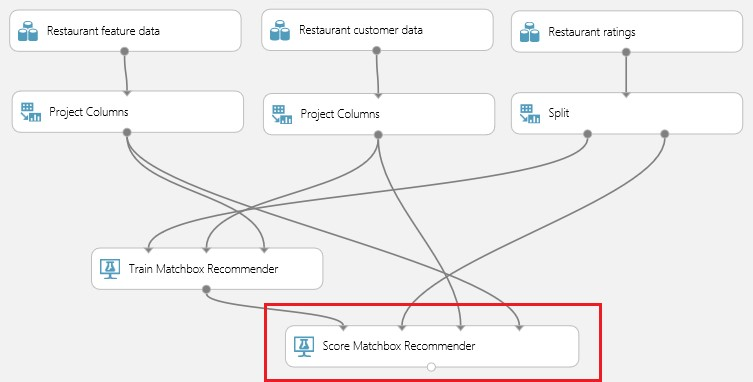 Restaurant feature data
Restaurant customer data
Restaurant ratings
Project Columns
Project Columns
Split
Train Matchbox Recommender
Score Matchbox Recommender